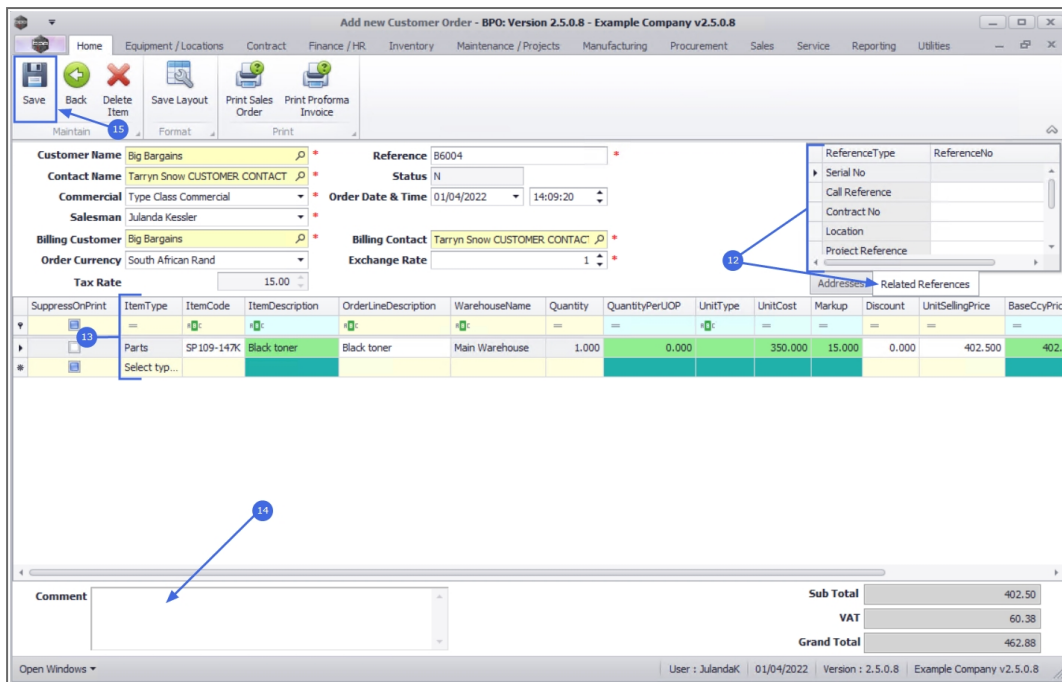 Add new Customer Order - BPO: Version 2.5.0.8 - Example Company v2.5.0.8
Home Equipment / Locations Contract Finance / HR Inventory Maintenance / Projects Manufacturing Procurement Sales Service Reporting Utilities
Save Back Delete Item Save Layout Print Sales Order Print Proforma Invoice
15
Maintain Format Print
Customer Name Big Bargains * Reference B6004 * ReferenceType ReferenceNo
Contact Name Tarryn Snow CUSTOMER CONTACT * Status N Serial No
Commercial Type Class Commercial * Order Date & Time 01/04/2022 14:09:20 Call Reference
Salesman Julanda Kessler * Contract No
Billing Customer Big Bargains * Billing Contact Tarryn Snow CUSTOMER CONTAC * Location
Order Currency South African Rand Exchange Rate 1 * 12 Project Reference
Tax Rate 15.00 Addresses Related References
SuppressOnPrint ItemType ItemCode ItemDescription OrderLineDescription WarehouseName Quantity QuantityPerUOP UnitType UnitCost Markup Discount UnitSellingPrice BaseCcyPric
13
Parts SP109-147K Black toner Black toner Main Warehouse 1.000 0.000 350.000 15.000 0.000 402.500 402.
Select typ...
14
Comment Sub Total 402.50
VAT 60.38
Grand Total 462.88
Open Windows User : JulandaK 01/04/2022 Version : 2.5.0.8 Example Company v2.5.0.8